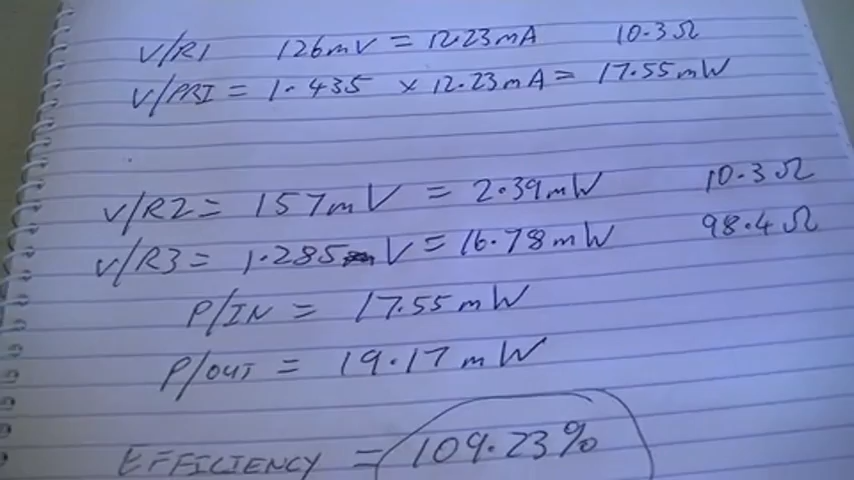 V/R1 126mV = 12.23mA 10.3Ω
V/PRI = 1.435 × 12.23mA = 17.55mW
V/R2 = 157mV = 2.39mW 10.3Ω
V/R3 = 1.285 V = 16.78mW 98.4Ω
P/IN = 17.55mW
P/OUT = 19.17mW
EFFICIENCY = 109.23%